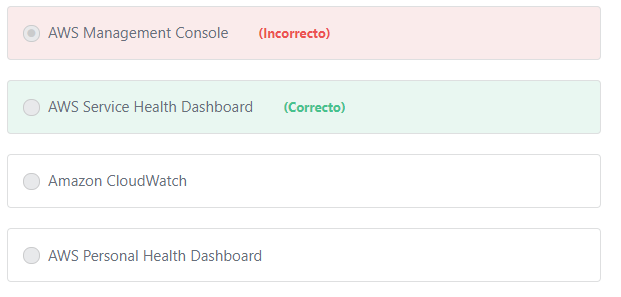 AWS Management Console (Incorrecto)
AWS Service Health Dashboard (Correcto)
Amazon CloudWatch
AWS Personal Health Dashboard